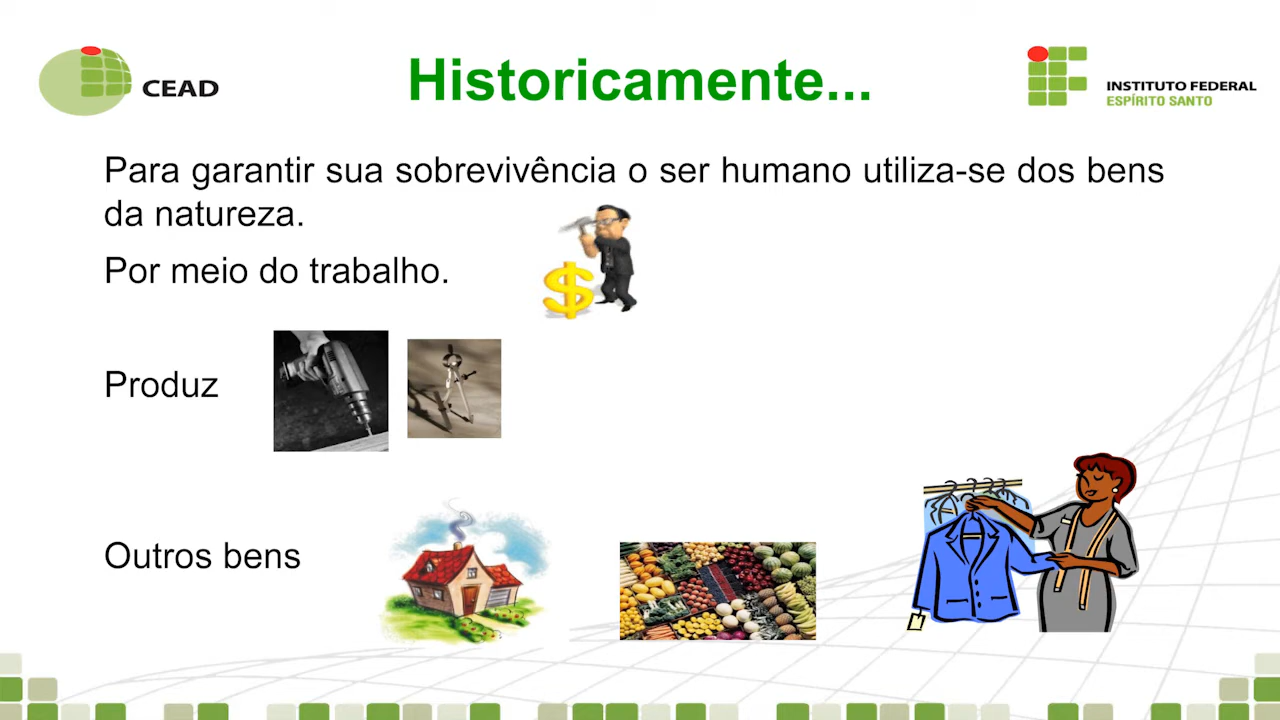 CEAD
Historicamente...
INSTITUTO FEDERAL
ESPÍRITO SANTO
Para garantir sua sobrevivência o ser humano utiliza-se dos bens
da natureza.
Por meio do trabalho.
$
Produz
Outros bens